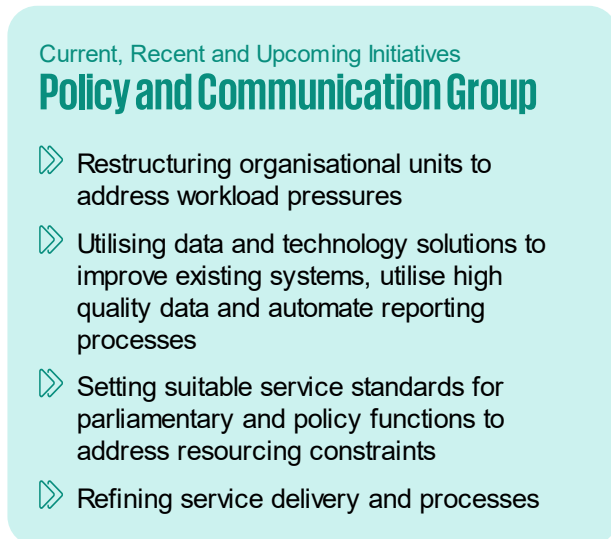 Current, Recent and Upcoming Initiatives
Policy and Communication Group
Restructuring organisational units to
address workload pressures
Utilising data and technology solutions to
improve existing systems, utilise high
quality data and automate reporting
processes
Setting suitable service standards for
parliamentary and policy functions to
address resourcing constraints
Refining service delivery and processes